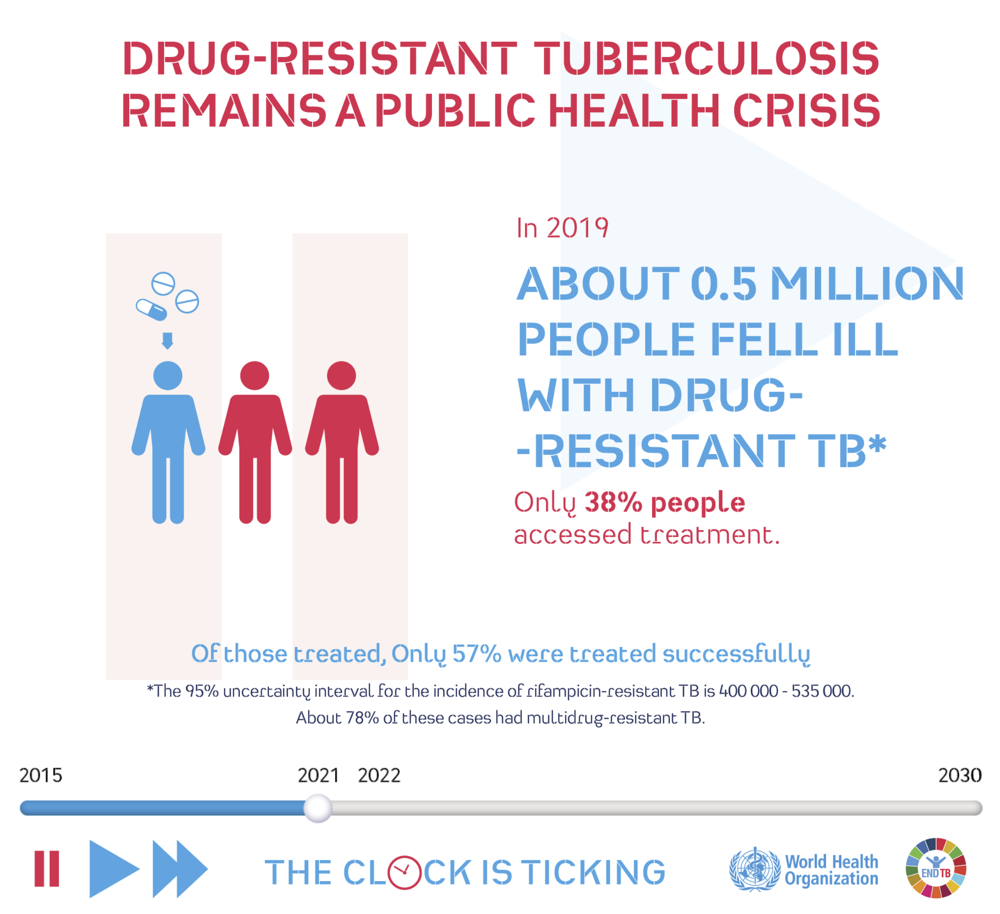 DRUG-RESISTANT TUBERCULOSIS
REMAINS A PUBLIC HEALTH CRISIS
In 2019
ABOUT 0.5 MILLION
PEOPLE FELL ILL
WITH DRUG-
-RESISTANT TB*
Only 38% people
accessed treatment.
Of those treated, Only 57% were treated successfully
*The 95% uncertainty interval for the incidence of rifampicin-resistant TB is 400 000 - 535 000.
About 78% of these cases had multidrug-resistant TB.
2015 2021 2022 2030
THE CLOCK IS TICKING
World Health
Organization
END TB